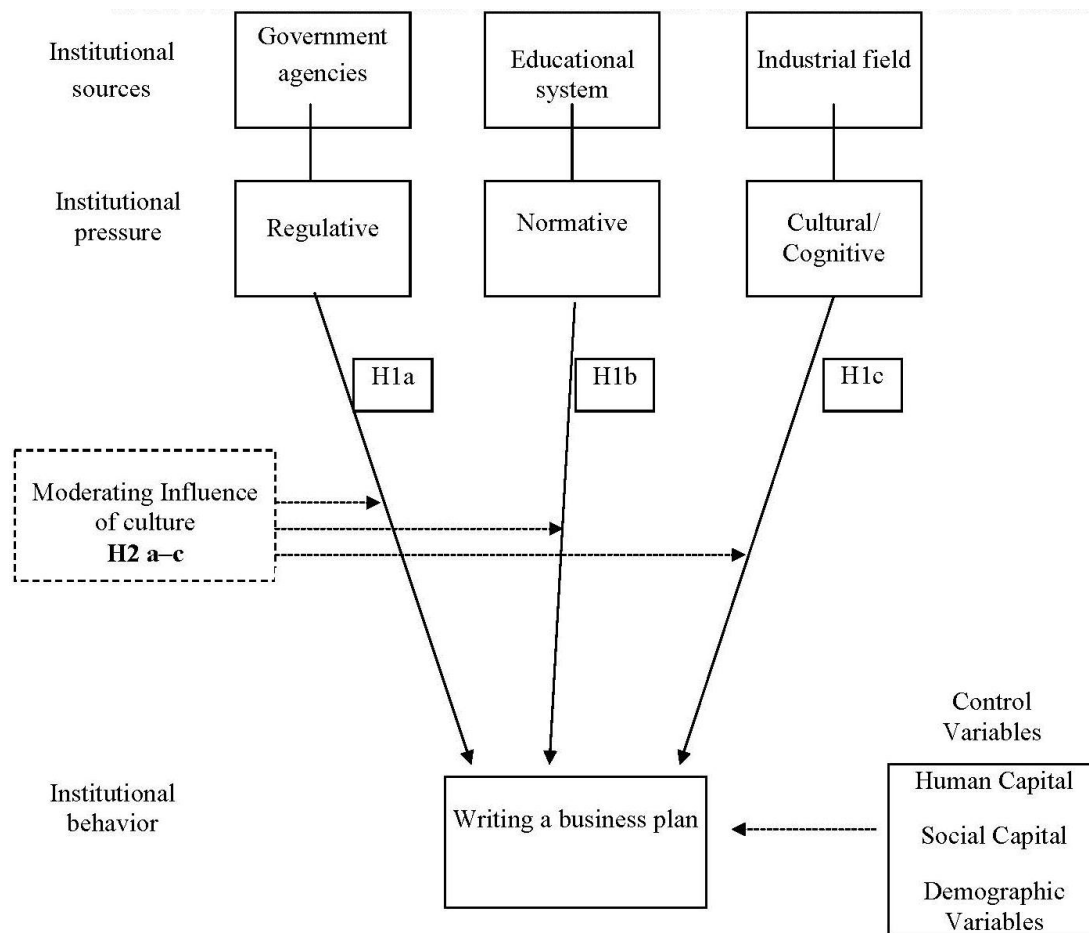 Institutional
sources
Government
agencies
Educational
system
Industrial field
Institutional
pressure
Regulative
Normative
Cultural/
Cognitive
H1a
H1b
H1c
Moderating Influence
of culture
H2 a–c
Control
Variables
Institutional
behavior
Writing a business plan
Human Capital
Social Capital
Demographic
Variables